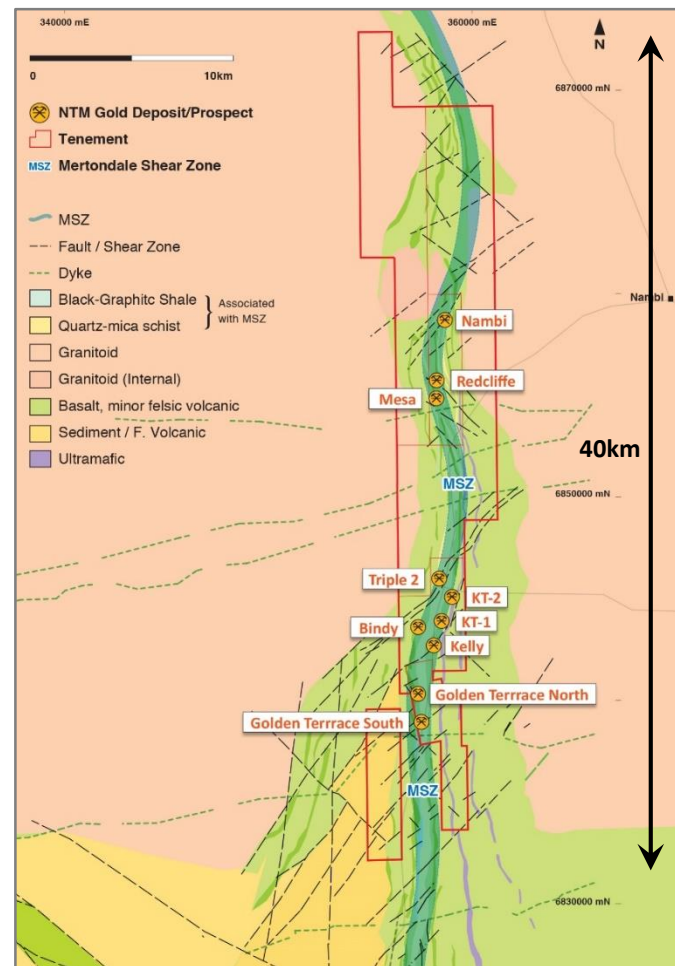 340000 mE
360000 mE
N
0
10km
6870000 mN
NTM Gold Deposit/Prospect
Tenement
MSZ Mertondale Shear Zone
MSZ
Fault / Shear Zone
Dyke
Black-Graphitc Shale
Quartz-mica schist
} Associated
with MSZ
Granitoid
Granitoid (Internal)
Basalt, minor felsic volcanic
Sediment / F. Volcanic
Ultramafic
Nambi
Nambi
Redcliffe
Mesa
40km
MSZ
6850000 mN
Triple 2
KT-2
KT-1
Bindy
Kelly
Golden Terrrace North
Golden Terrrace South
MSZ
6830000 mN